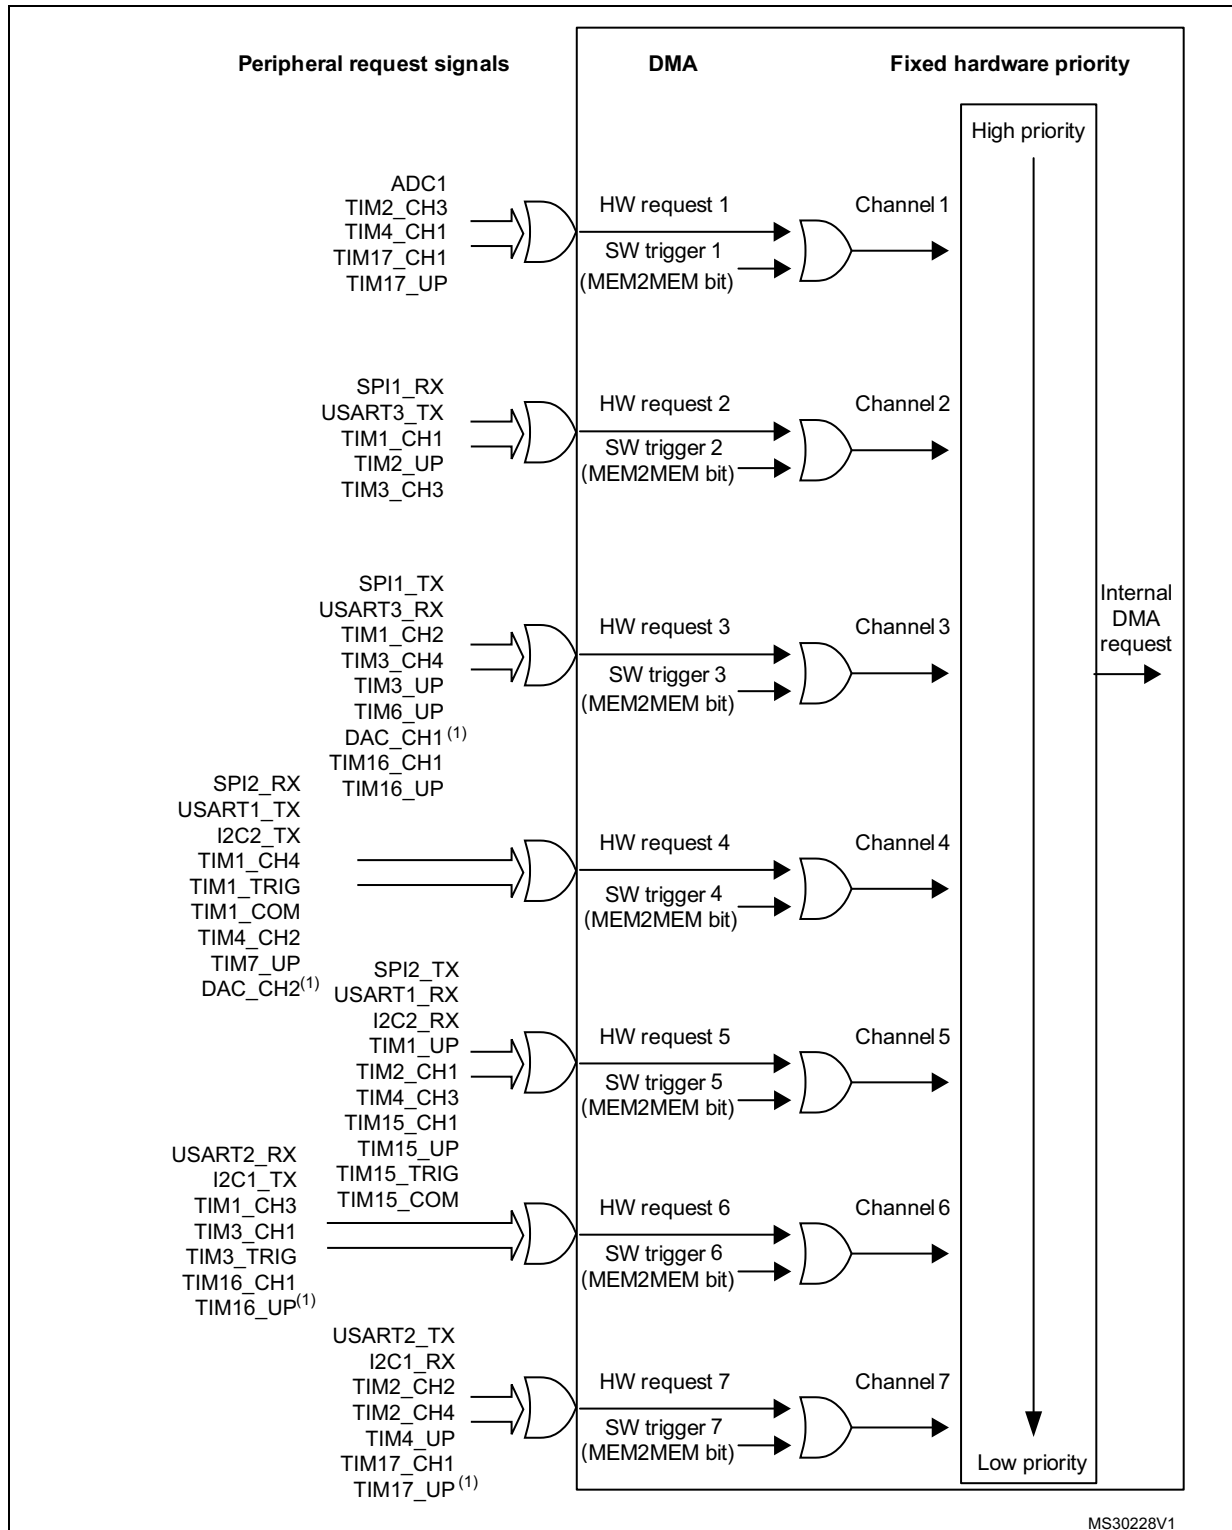 Peripheral request signals
DMA
Fixed hardware priority
High priority
ADC1
TIM2_CH3
TIM4_CH1
TIM17_CH1
TIM17_UP
HW request 1
SW trigger 1
(MEM2MEM bit)
Channel 1
SPI1_RX
USART3_TX
TIM1_CH1
TIM2_UP
TIM3_CH3
HW request 2
SW trigger 2
(MEM2MEM bit)
Channel 2
SPI1_TX
USART3_RX
TIM1_CH2
TIM3_CH4
TIM3_UP
TIM6_UP
DAC_CH1(1)
TIM16_CH1
TIM16_UP
HW request 3
SW trigger 3
(MEM2MEM bit)
Channel 3
Internal
DMA
request
SPI2_RX
USART1_TX
I2C2_TX
TIM1_CH4
TIM1_TRIG
TIM1_COM
TIM4_CH2
TIM7_UP
DAC_CH2(1)
HW request 4
SW trigger 4
(MEM2MEM bit)
Channel 4
SPI2_TX
USART1_RX
I2C2_RX
TIM1_UP
TIM2_CH1
TIM4_CH3
TIM15_CH1
TIM15_UP
TIM15_TRIG
TIM15_COM
HW request 5
SW trigger 5
(MEM2MEM bit)
Channel 5
USART2_RX
I2C1_TX
TIM1_CH3
TIM3_CH1
TIM3_TRIG
TIM16_CH1
TIM16_UP(1)
HW request 6
SW trigger 6
(MEM2MEM bit)
Channel 6
USART2_TX
I2C1_RX
TIM2_CH2
TIM2_CH4
TIM4_UP
TIM17_CH1
TIM17_UP(1)
HW request 7
SW trigger 7
(MEM2MEM bit)
Channel 7
Low priority
MS30228V1